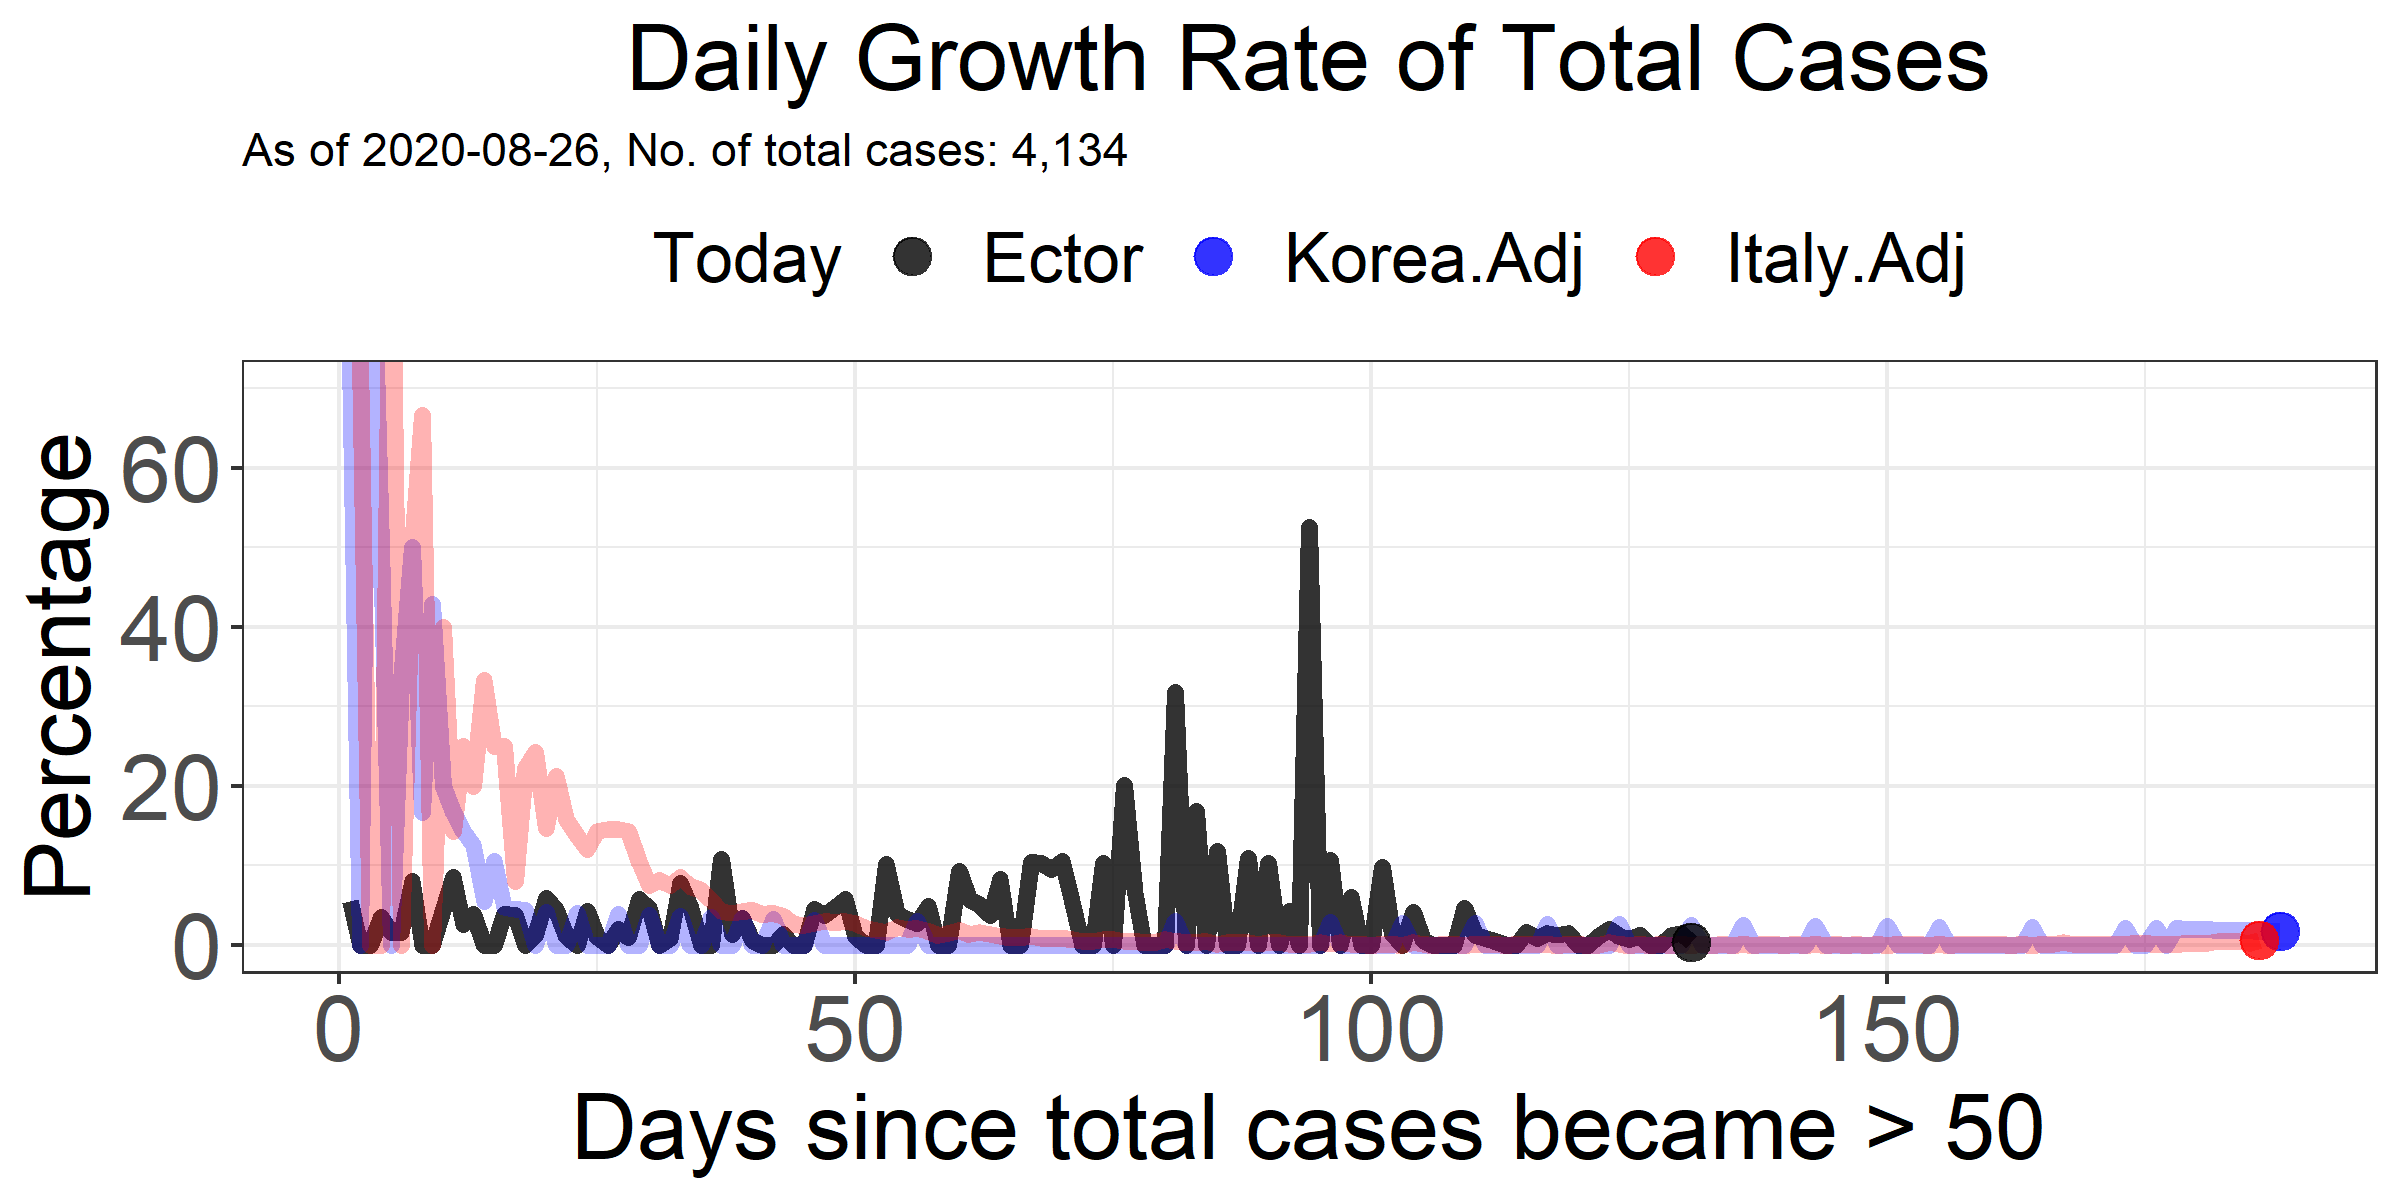 Daily Growth Rate of Total Cases
As of 2020-08-26, No. of total cases: 4,134
Today Ector Korea.Adj Italy.Adj
Percentage
60
40
20
0
0 50 100 150
Days since total cases became > 50